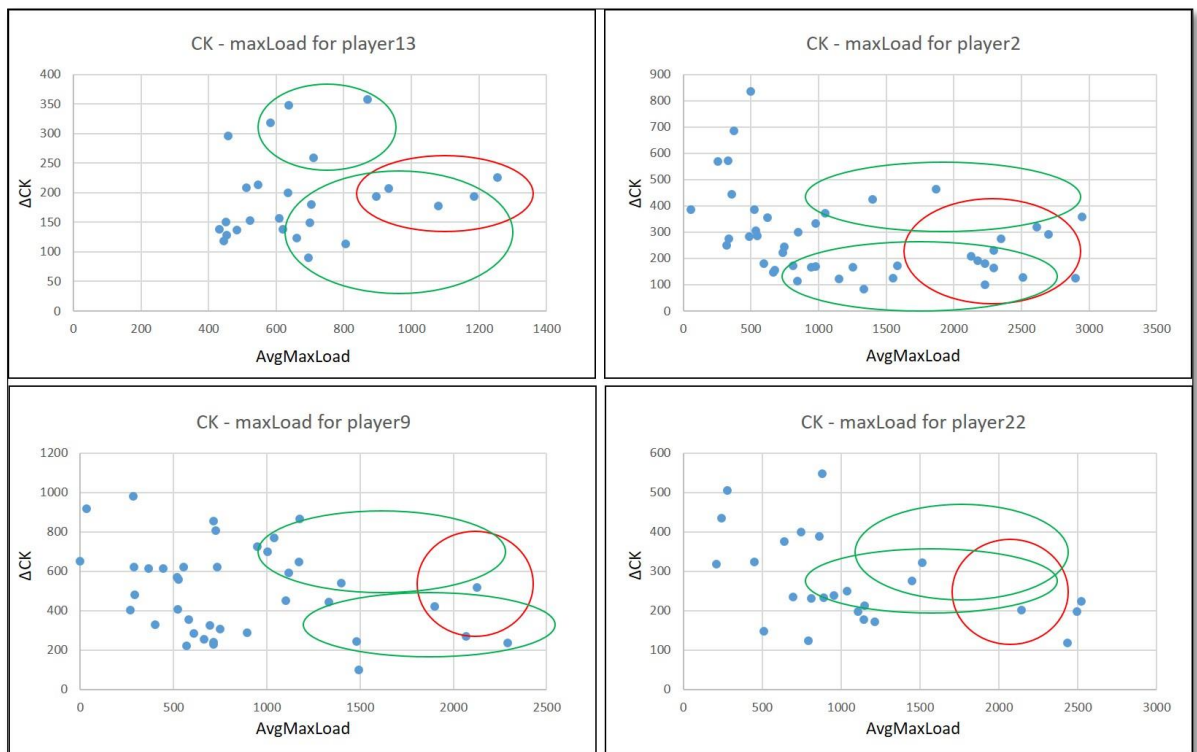 CK - maxLoad for player13
400
350
300
250
200
150
100
50
0
ΔCK
0 200 400 600 800 1000 1200 1400
AvgMaxLoad
CK - maxLoad for player2
900
800
700
600
500
400
300
200
100
0
ΔCK
0 500 1000 1500 2000 2500 3000 3500
AvgMaxLoad
CK - maxLoad for player9
1200
1000
800
600
400
200
0
ΔCK
0 500 1000 1500 2000 2500
AvgMaxLoad
CK - maxLoad for player22
600
500
400
300
200
100
0
ΔCK
0 500 1000 1500 2000 2500 3000
AvgMaxLoad